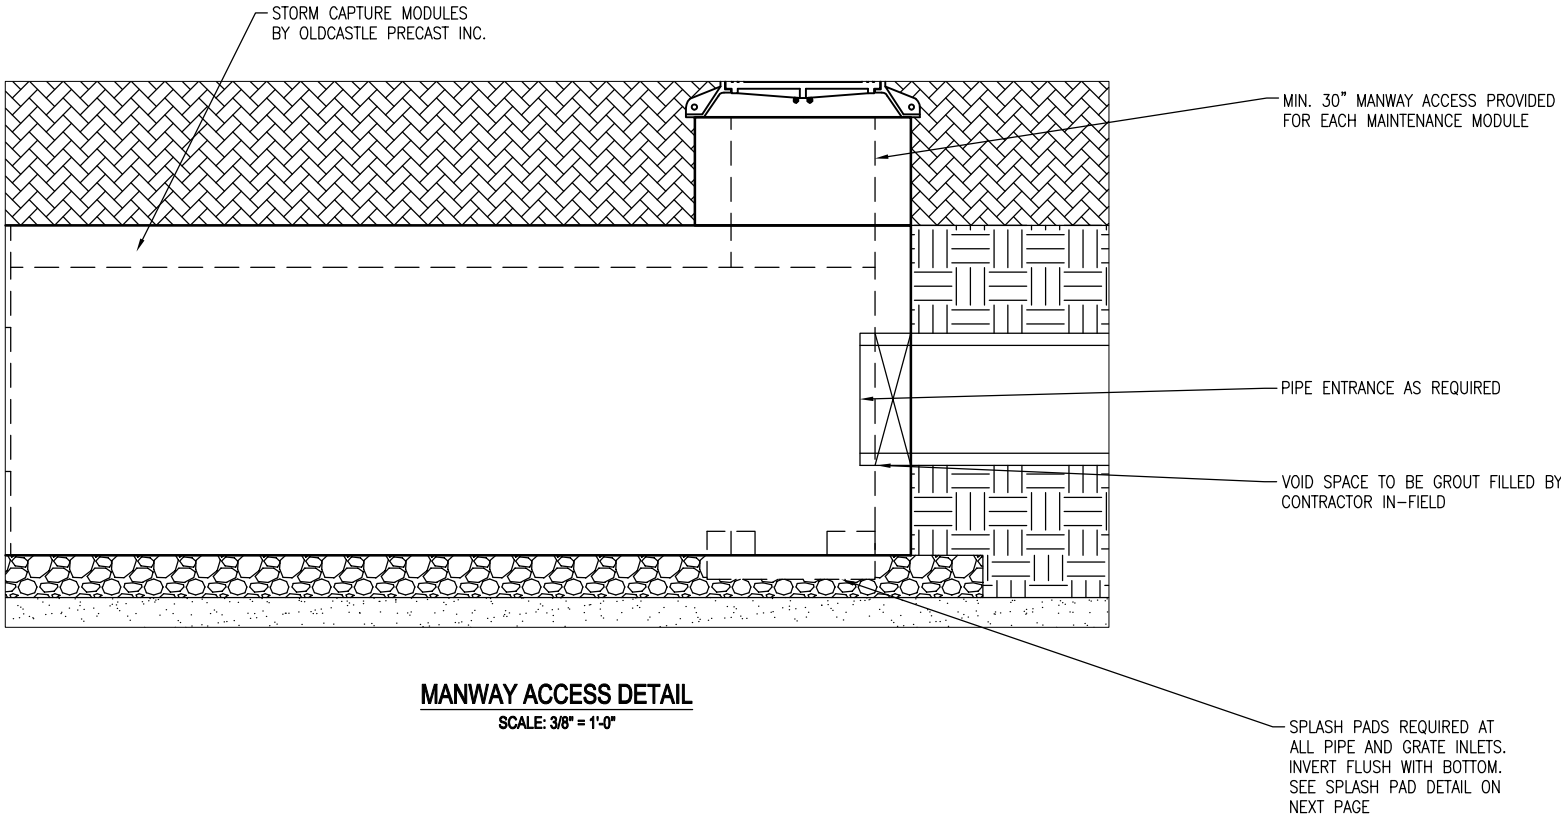 STORM CAPTURE MODULES
BY OLDCASTLE PRECAST INC.
MIN. 30" MANWAY ACCESS PROVIDED
FOR EACH MAINTENANCE MODULE
PIPE ENTRANCE AS REQUIRED
VOID SPACE TO BE GROUT FILLED BY
CONTRACTOR IN-FIELD
MANWAY ACCESS DETAIL
SCALE: 3/8" = 1'-0"
SPLASH PADS REQUIRED AT
ALL PIPE AND GRATE INLETS.
INVERT FLUSH WITH BOTTOM.
SEE SPLASH PAD DETAIL ON
NEXT PAGE